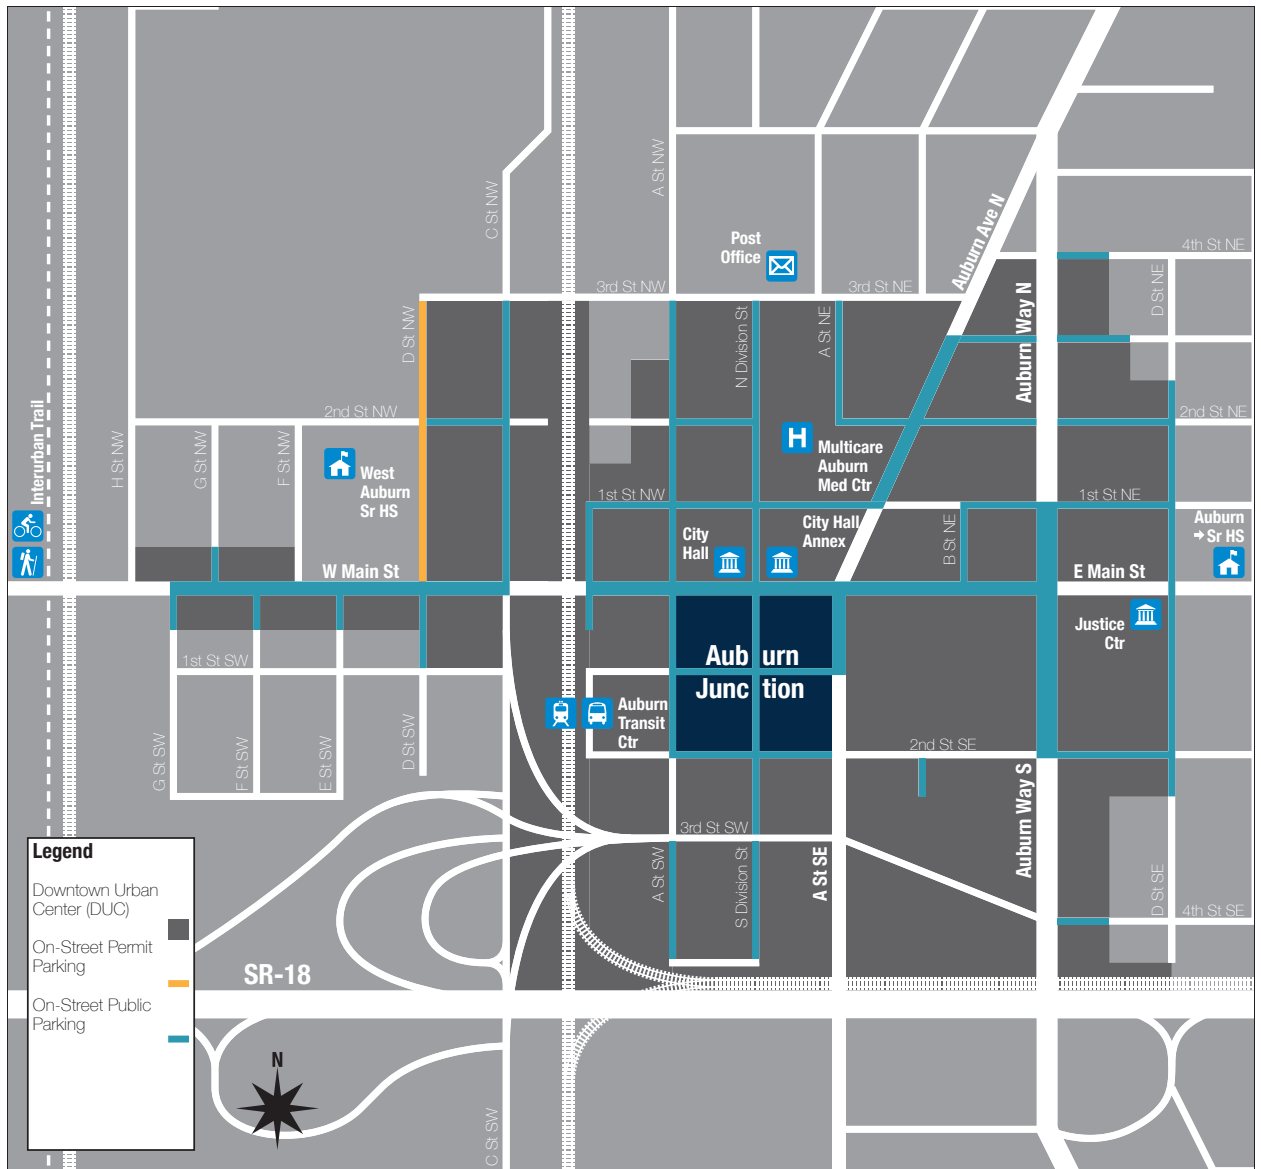 A St NW
C St NW
Auburn Ave N
Post
Office
4th St NE
D St NE
3rd St NW
3rd St NE
D St NW
N Division St
A St NE
Auburn Way N
Interurban Trail
H St NW
G St NW
F St NW
2nd St NW
2nd St NE
West
Auburn
Sr HS
H
Multicare
Auburn
Med Ctr
1st St NW
1st St NE
City
Hall
City Hall
Annex
B St NE
Auburn
Sr HS
W Main St
E Main St
Justice
Ctr
1st St SW
Auburn
Junction
Auburn
Transit
Ctr
G St SW
F St SW
E St SW
D St SW
2nd St SE
Auburn Way S
3rd St SW
A St SW
S Division St
A St SE
D St SE
4th St SE
Legend
Downtown Urban
Center (DUC)
On-Street Permit
Parking
On-Street Public
Parking
SR-18
N
C St SW